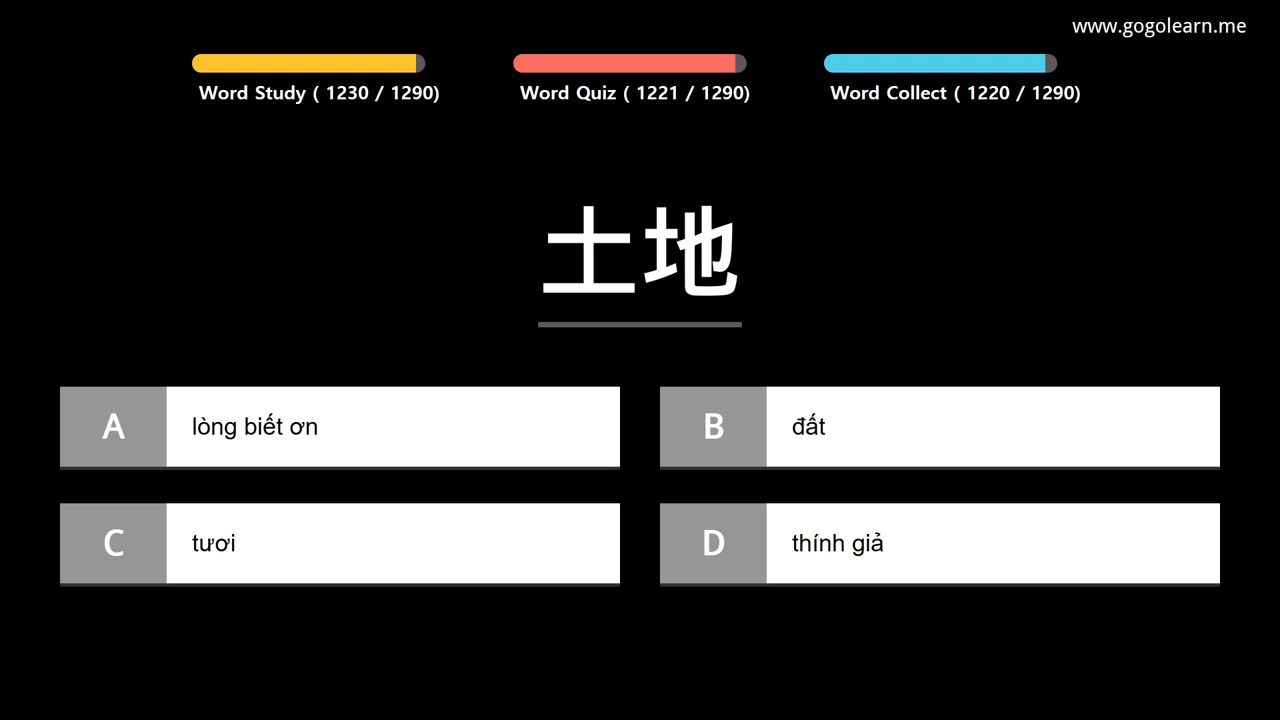 www.gogolearn.me
Word Study ( 1230 / 1290)
Word Quiz ( 1221 / 1290)
Word Collect ( 1220 / 1290)
土地
A lòng biết ơn
B đất
C tươi
D thính giả